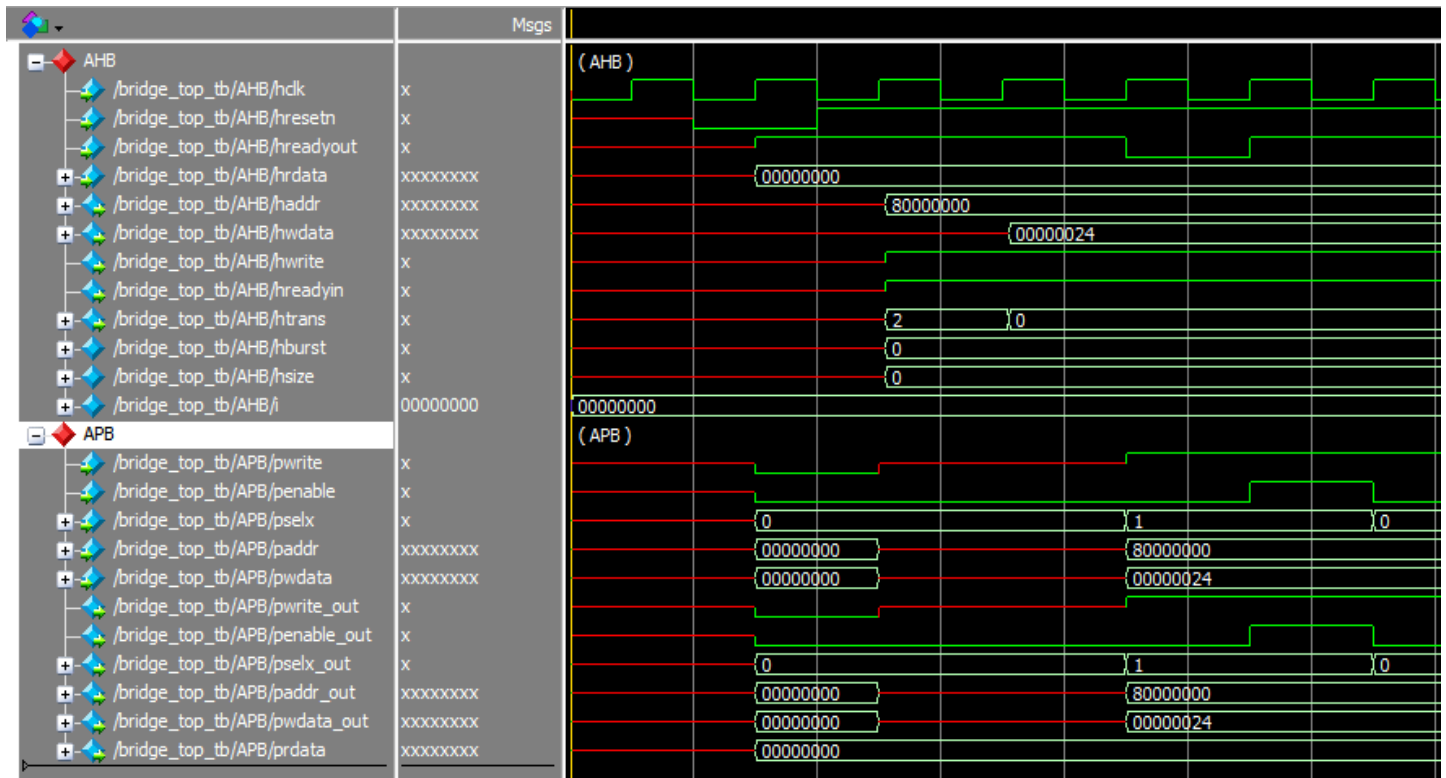 Msgs
AHB ( AHB )
/bridge_top_tb/AHB/hclk x
/bridge_top_tb/AHB/hresetn x
/bridge_top_tb/AHB/hreadyout x
/bridge_top_tb/AHB/hrdata xxxxxxxx 00000000
/bridge_top_tb/AHB/haddr xxxxxxxx 80000000
/bridge_top_tb/AHB/hwdata xxxxxxxx 00000024
/bridge_top_tb/AHB/hwrite x
/bridge_top_tb/AHB/hreadyin x
/bridge_top_tb/AHB/htrans x 2 0
/bridge_top_tb/AHB/hburst x 0
/bridge_top_tb/AHB/hsize x 0
/bridge_top_tb/AHB/i 00000000 00000000
APB ( APB )
/bridge_top_tb/APB/pwrite x
/bridge_top_tb/APB/penable x
/bridge_top_tb/APB/pselx x 0 1 0
/bridge_top_tb/APB/paddr xxxxxxxx 00000000 80000000
/bridge_top_tb/APB/pwdata xxxxxxxx 00000000 00000024
/bridge_top_tb/APB/pwrite_out x
/bridge_top_tb/APB/penable_out x
/bridge_top_tb/APB/pselx_out x 0 1 0
/bridge_top_tb/APB/paddr_out xxxxxxxx 00000000 80000000
/bridge_top_tb/APB/pwdata_out xxxxxxxx 00000000 00000024
/bridge_top_tb/APB/prdata xxxxxxxx 00000000